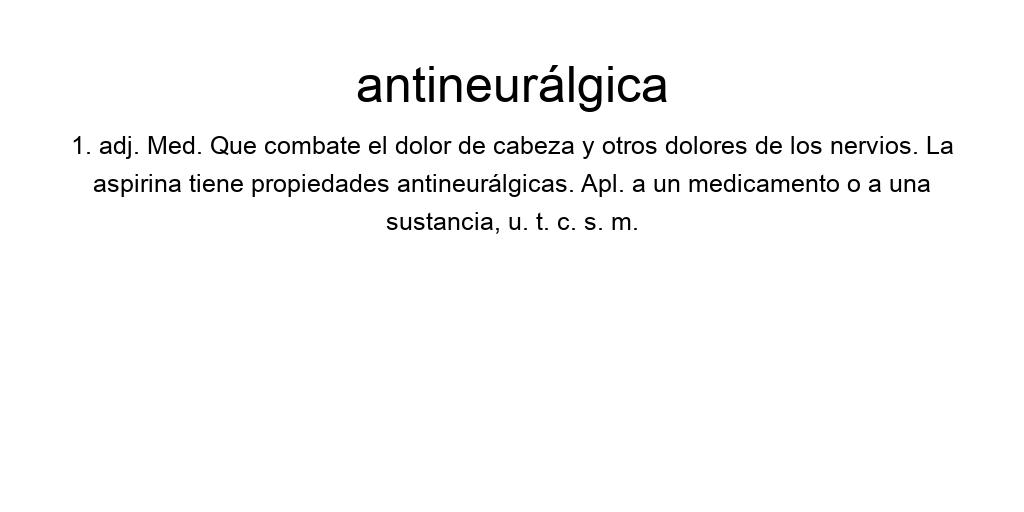 antineurálgica
1. adj. Med. Que combate el dolor de cabeza y otros dolores de los nervios. La
aspirina tiene propiedades antineurálgicas. Apl. a un medicamento o a una
sustancia, u. t. c. s. m.